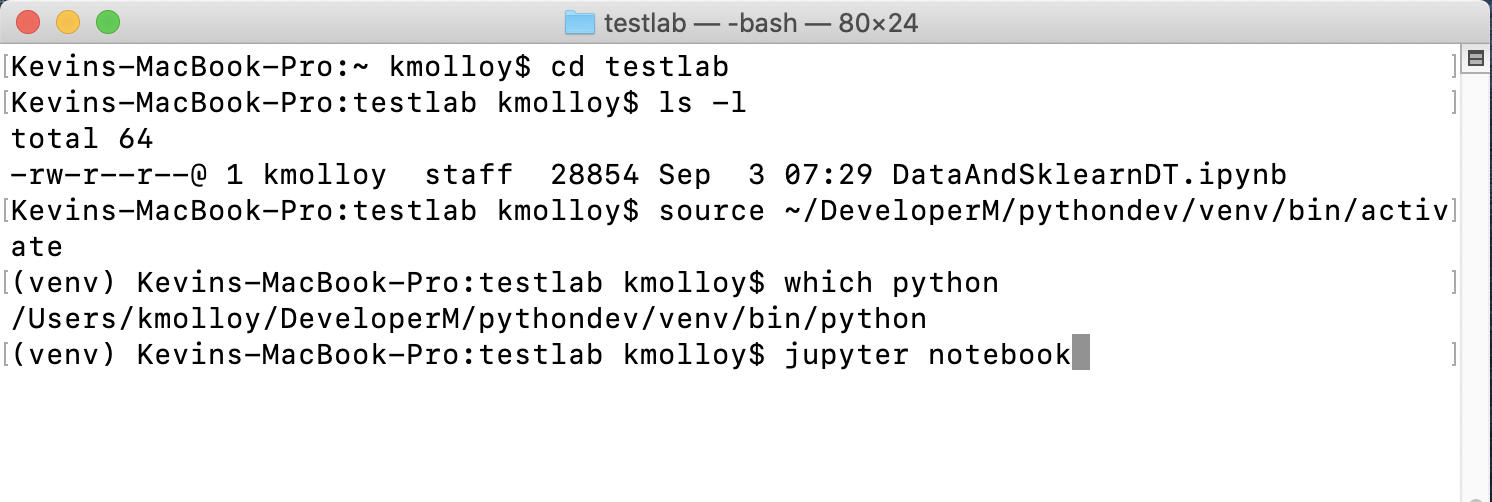 testlab — -bash — 80×24
[Kevins-MacBook-Pro:~ kmolloy$ cd testlab ]
[Kevins-MacBook-Pro:testlab kmolloy$ ls -l ]
total 64
-rw-r--r--@ 1 kmolloy  staff  28854 Sep  3 07:29 DataAndSklearnDT.ipynb
[Kevins-MacBook-Pro:testlab kmolloy$ source ~/DeveloperM/pythondev/venv/bin/activ]
ate
[(venv) Kevins-MacBook-Pro:testlab kmolloy$ which python ]
/Users/kmolloy/DeveloperM/pythondev/venv/bin/python
[(venv) Kevins-MacBook-Pro:testlab kmolloy$ jupyter notebook ]